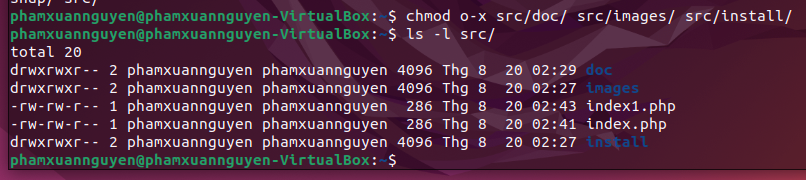 snap/ src/
phamxuannguyen@phamxuannguyen-VirtualBox:~$ chmod o-x src/doc/ src/images/ src/install/
phamxuannguyen@phamxuannguyen-VirtualBox:~$ ls -l src/
total 20
drwxrwxr-- 2 phamxuannguyen phamxuannguyen 4096 Thg 8  20 02:29 doc
drwxrwxr-- 2 phamxuannguyen phamxuannguyen 4096 Thg 8  20 02:27 images
-rw-rw-r-- 1 phamxuannguyen phamxuannguyen  286 Thg 8  20 02:43 index1.php
-rw-rw-r-- 1 phamxuannguyen phamxuannguyen  286 Thg 8  20 02:41 index.php
drwxrwxr-- 2 phamxuannguyen phamxuannguyen 4096 Thg 8  20 02:27 install
phamxuannguyen@phamxuannguyen-VirtualBox:~$